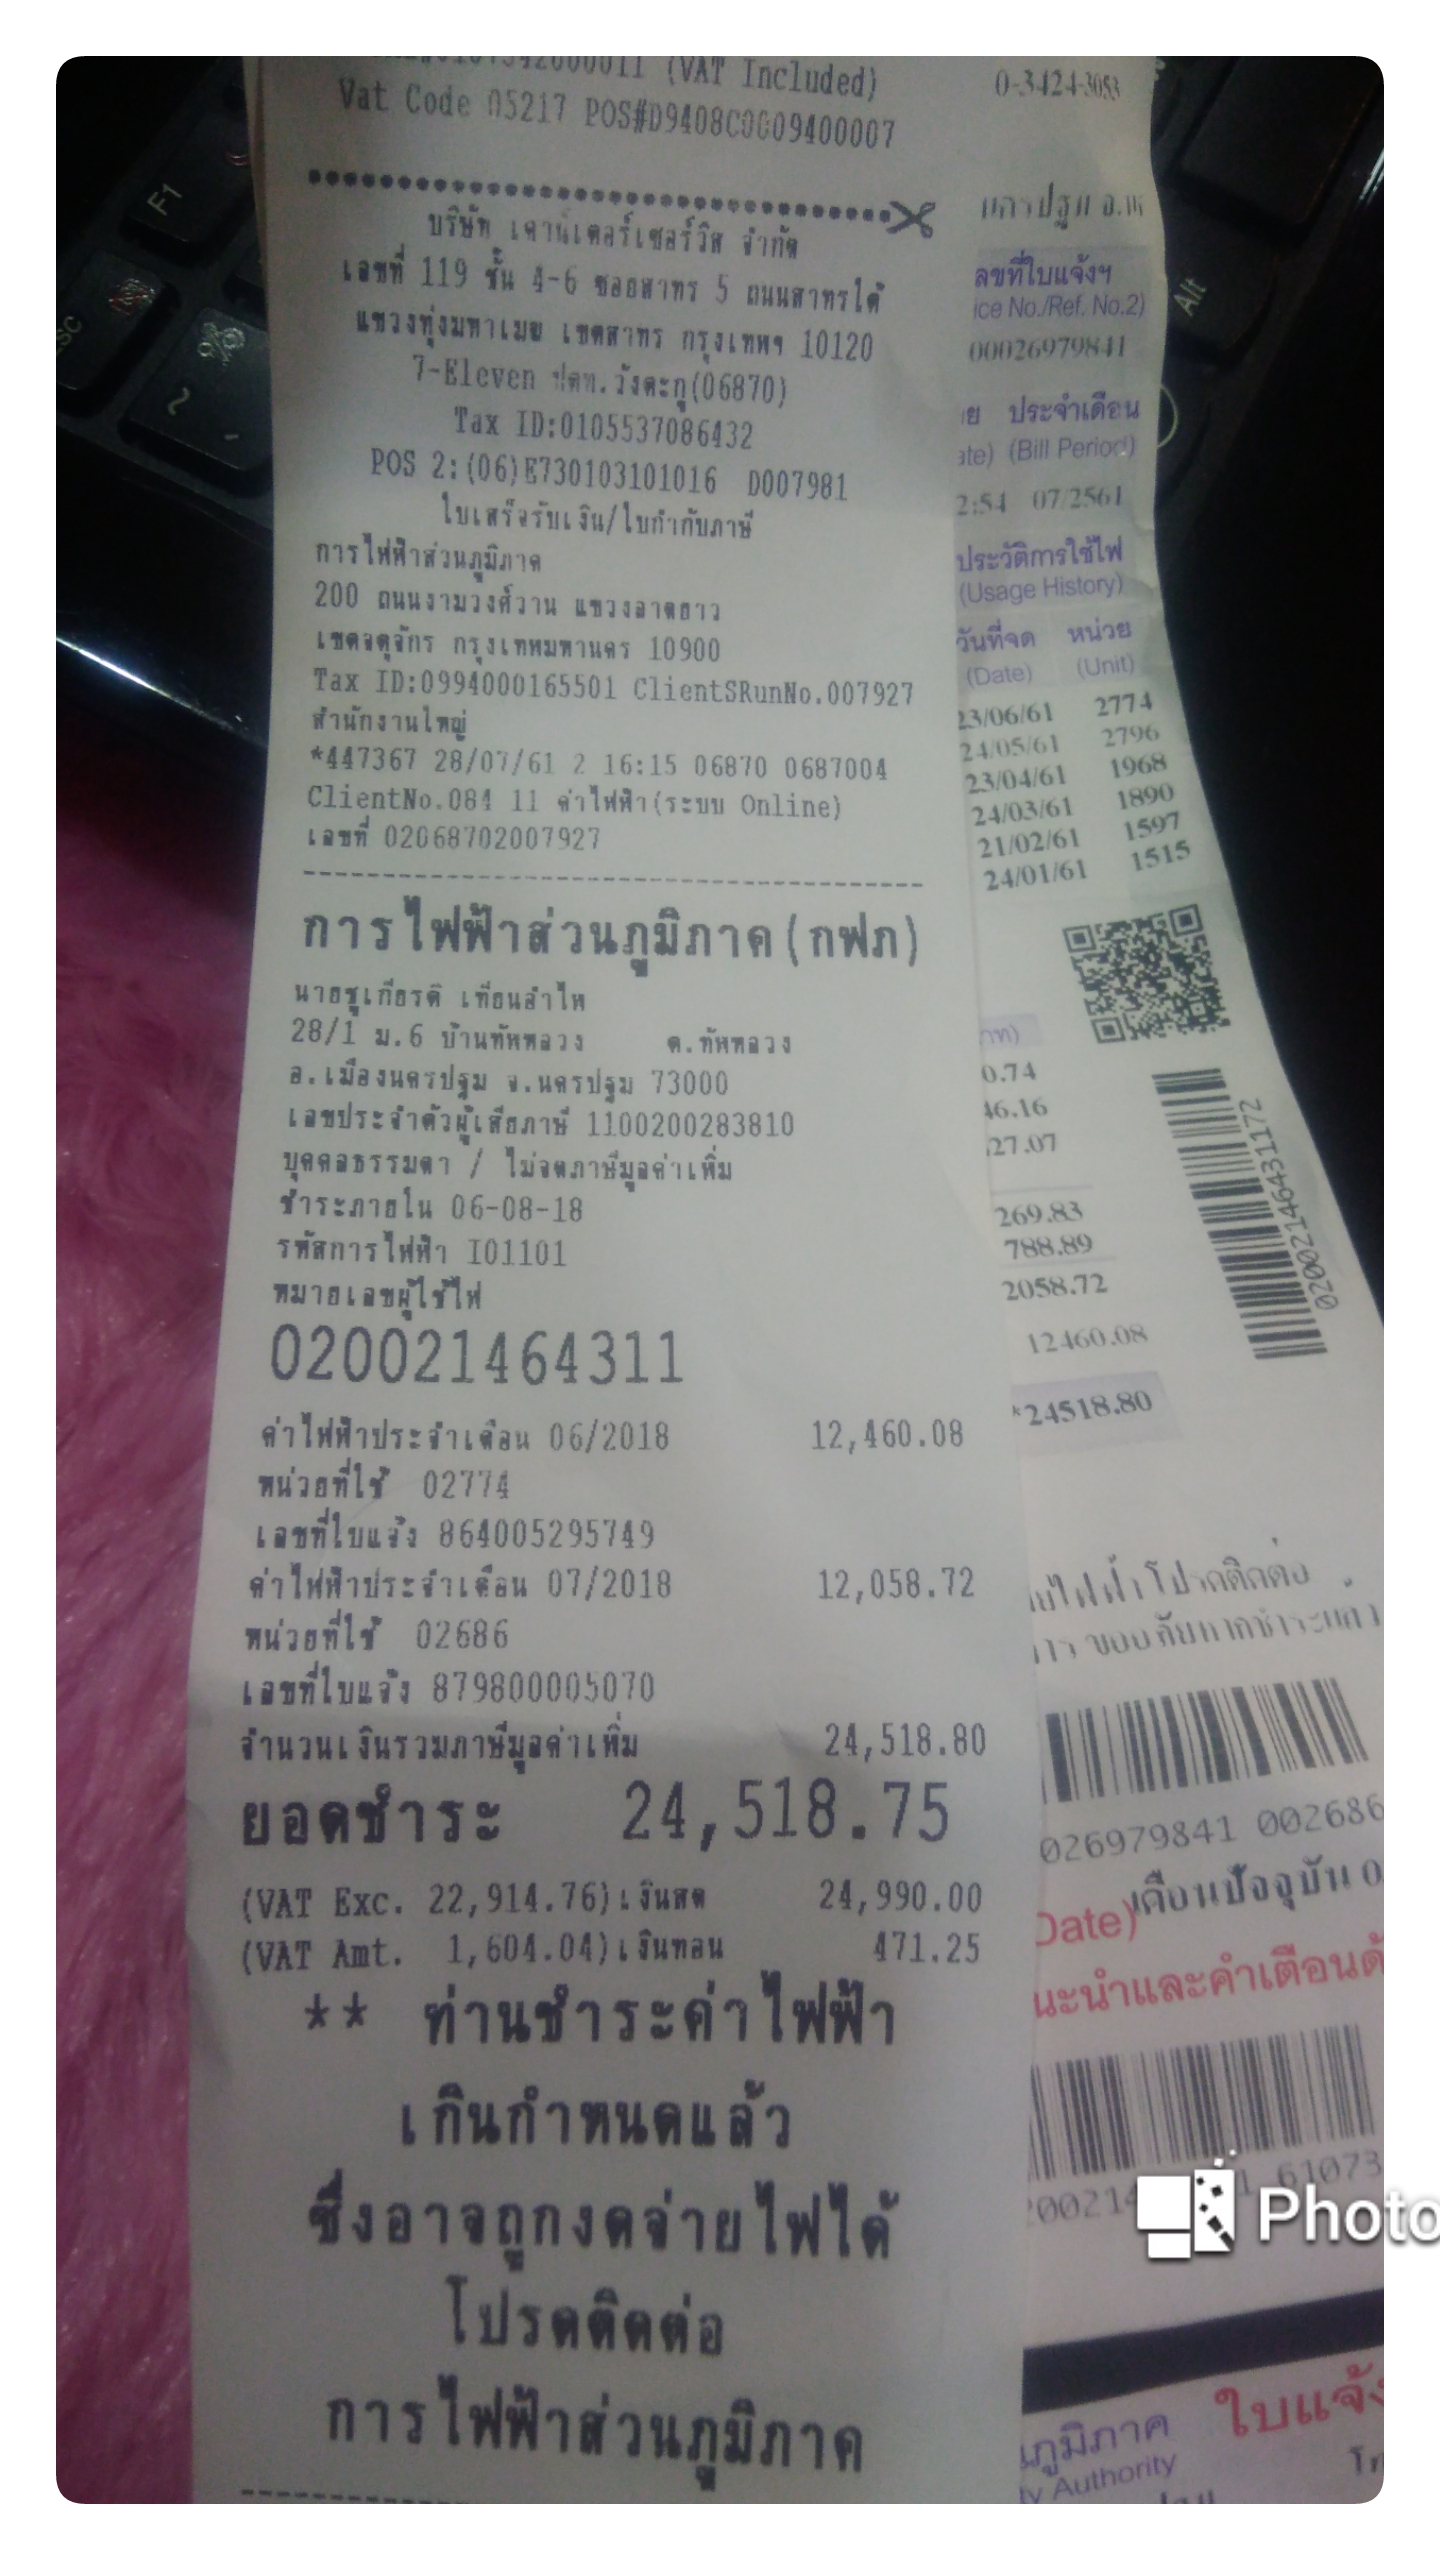 (VAT Included)
Vat Code 05217 POS#D9408C0009400007
บริษัท เคาน์เตอร์เซอร์วิส จำกัด
เลขที่ 119 ชั้น 4-6 ซอยสาทร 5 ถนนสาทรใต้
แขวงทุ่งมหาเมฆ เขตสาทร กรุงเทพฯ 10120
7-Eleven ปตท.วังตะกู(06870)
Tax ID:0105537086432
POS 2:(06)E730103101016 D007981
ใบเสร็จรับเงิน/ใบกำกับภาษี
การไฟฟ้าส่วนภูมิภาค
200 ถนนงามวงศ์วาน แขวงลาดยาว
เขตจตุจักร กรุงเทพมหานคร 10900
Tax ID:0994000165501 ClientSRunNo.007927
สำนักงานใหญ่
*447367 28/07/61 2 16:15 06870 0687004
ClientNo.084 11 ค่าไฟฟ้า(ระบบ Online)
เลขที่ 02068702007927
การไฟฟ้าส่วนภูมิภาค(กฟภ)
นายชูเกียรติ เทียนอำไพ
28/1 ม.6 บ้านทัพหลวง ต.ทัพหลวง
อ.เมืองนครปฐม จ.นครปฐม 73000
เลขประจำตัวผู้เสียภาษี 1100200283810
บุคคลธรรมดา / ไม่จดภาษีมูลค่าเพิ่ม
ชำระภายใน 06-08-18
รหัสการไฟฟ้า I01101
หมายเลขผู้ใช้ไฟ
020021464311
ค่าไฟฟ้าประจำเดือน 06/2018 12,460.08
หน่วยที่ใช้ 02774
เลขที่ใบแจ้ง 864005295749
ค่าไฟฟ้าประจำเดือน 07/2018 12,058.72
หน่วยที่ใช้ 02686
เลขที่ใบแจ้ง 879800005070
จำนวนเงินรวมภาษีมูลค่าเพิ่ม 24,518.80
ยอดชำระ 24,518.75
(VAT Exc. 22,914.76)เงินสด 24,990.00
(VAT Amt. 1,604.04)เงินทอน 471.25
** ท่านชำระค่าไฟฟ้า
เกินกำหนดแล้ว
ซึ่งอาจถูกงดจ่ายไฟได้
โปรดติดต่อ
การไฟฟ้าส่วนภูมิภาค
0-3424-3053
ลขที่ใบแจ้งฯ
ice No./Ref. No.2)
00026979841
ย ประจำเดือน
ate) (Bill Period)
2:54 07/2561
ประวัติการใช้ไฟ
(Usage History)
วันที่จด หน่วย
(Date) (Unit)
23/06/61 2774
24/05/61 2796
23/04/61 1968
24/03/61 1890
21/02/61 1597
24/01/61 1515
0.74
46.16
27.07
269.83
788.89
2058.72
12460.08
*24518.80
020021464311172
ยไฟฟ้า โปรดติดต่อ
การ ขออภัยหากชำระแล้ว
026979841 002686
เดือนปัจจุบัน 0
Date)
นะนำและคำเตือนด้
61073
Photo
ใบแจ้ง
ภูมิภาค
ty Authority
F1
esc
Alt